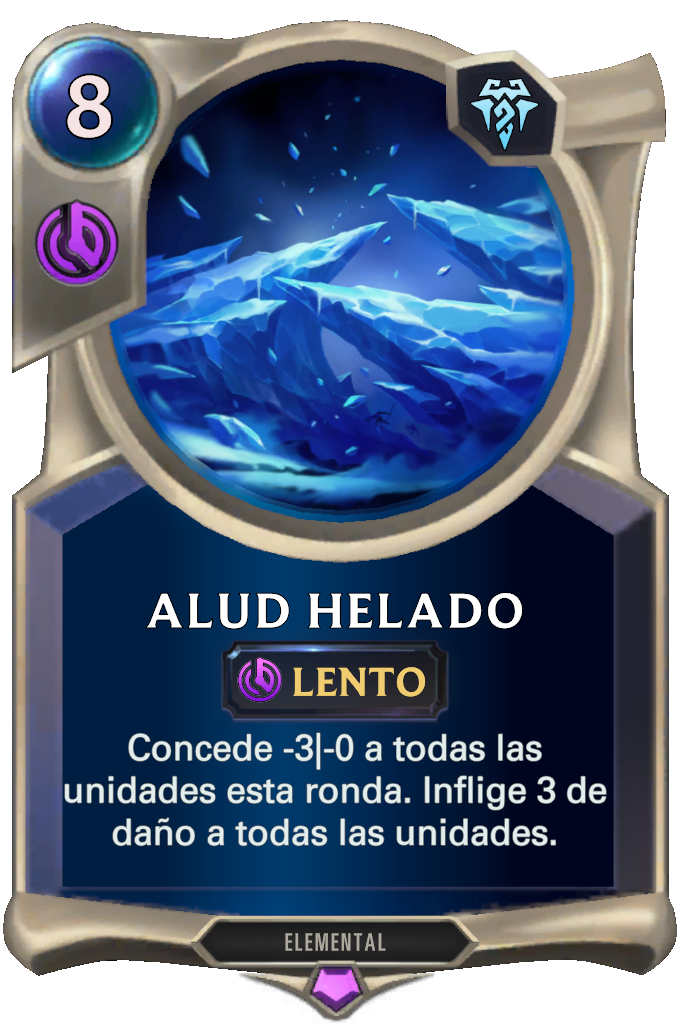 8
ALUD HELADO
LENTO
Concede -3|-0 a todas las
unidades esta ronda. Inflige 3 de
daño a todas las unidades.
ELEMENTAL